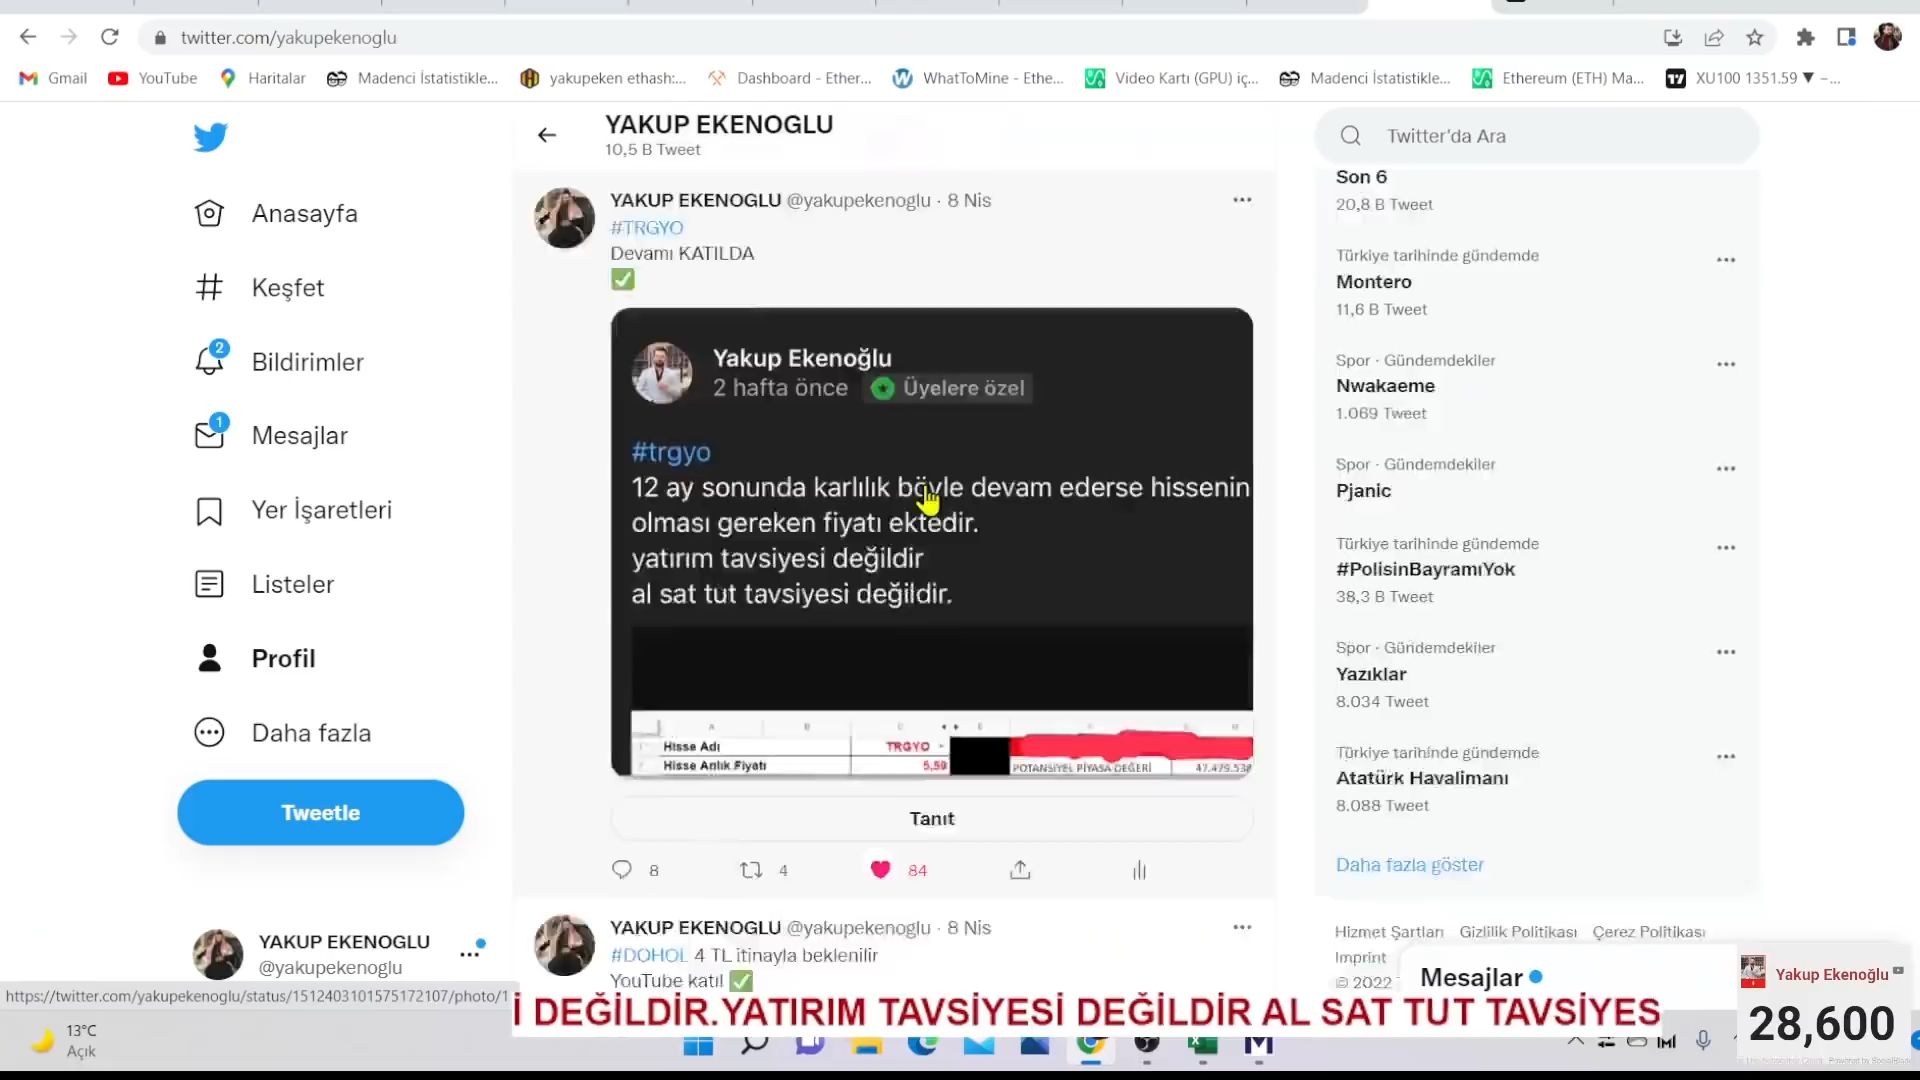 twitter.com/yakupekenoglu
Gmail
YouTube
Haritalar
Madenci İstatistikle...
yakupeken ethash:...
Dashboard - Ether...
WhatToMine - Ethe...
Video Kartı (GPU) iç...
Madenci İstatistikle...
Ethereum (ETH) Ma...
XU100 1351.59 ▼ −...
Anasayfa
Keşfet
2
Bildirimler
1
Mesajlar
Yer İşaretleri
Listeler
Profil
Daha fazla
Tweetle
YAKUP EKENOGLU
@yakupekenoglu
YAKUP EKENOGLU
10,5 B Tweet
YAKUP EKENOGLU @yakupekenoglu · 8 Nis
#TRGYO
Devamı KATILDA
✅
Yakup Ekenoğlu
2 hafta önce Üyelere özel
#trgyo
12 ay sonunda karlılık böyle devam ederse hissenin
olması gereken fiyatı ektedir.
yatırım tavsiyesi değildir
al sat tut tavsiyesi değildir.
Hisse Adı TRGYO
Hisse Anlık Fiyatı 5,59 POTANSİYEL PİYASA DEĞERİ 47.479.538
Tanıt
8 4 84
YAKUP EKENOGLU @yakupekenoglu · 8 Nis
#DOHOL 4 TL itinayla beklenilir
YouTube katıl ✅
Twitter'da Ara
Son 6
20,8 B Tweet
Türkiye tarihinde gündemde
Montero
11,6 B Tweet
Spor · Gündemdekiler
Nwakaeme
1.069 Tweet
Spor · Gündemdekiler
Pjanic
Türkiye tarihinde gündemde
#PolisinBayramıYok
38,3 B Tweet
Spor · Gündemdekiler
Yazıklar
8.034 Tweet
Türkiye tarihinde gündemde
Atatürk Havalimanı
8.088 Tweet
Daha fazla göster
Hizmet Şartları Gizlilik Politikası Çerez Politikası
Imprint
© 2022
Mesajlar
Yakup Ekenoğlu
28,600
https://twitter.com/yakupekenoglu/status/1512403101575172107/photo/1
İ DEĞİLDİR.YATIRIM TAVSİYESİ DEĞİLDİR AL SAT TUT TAVSİYES
13°C
Açık